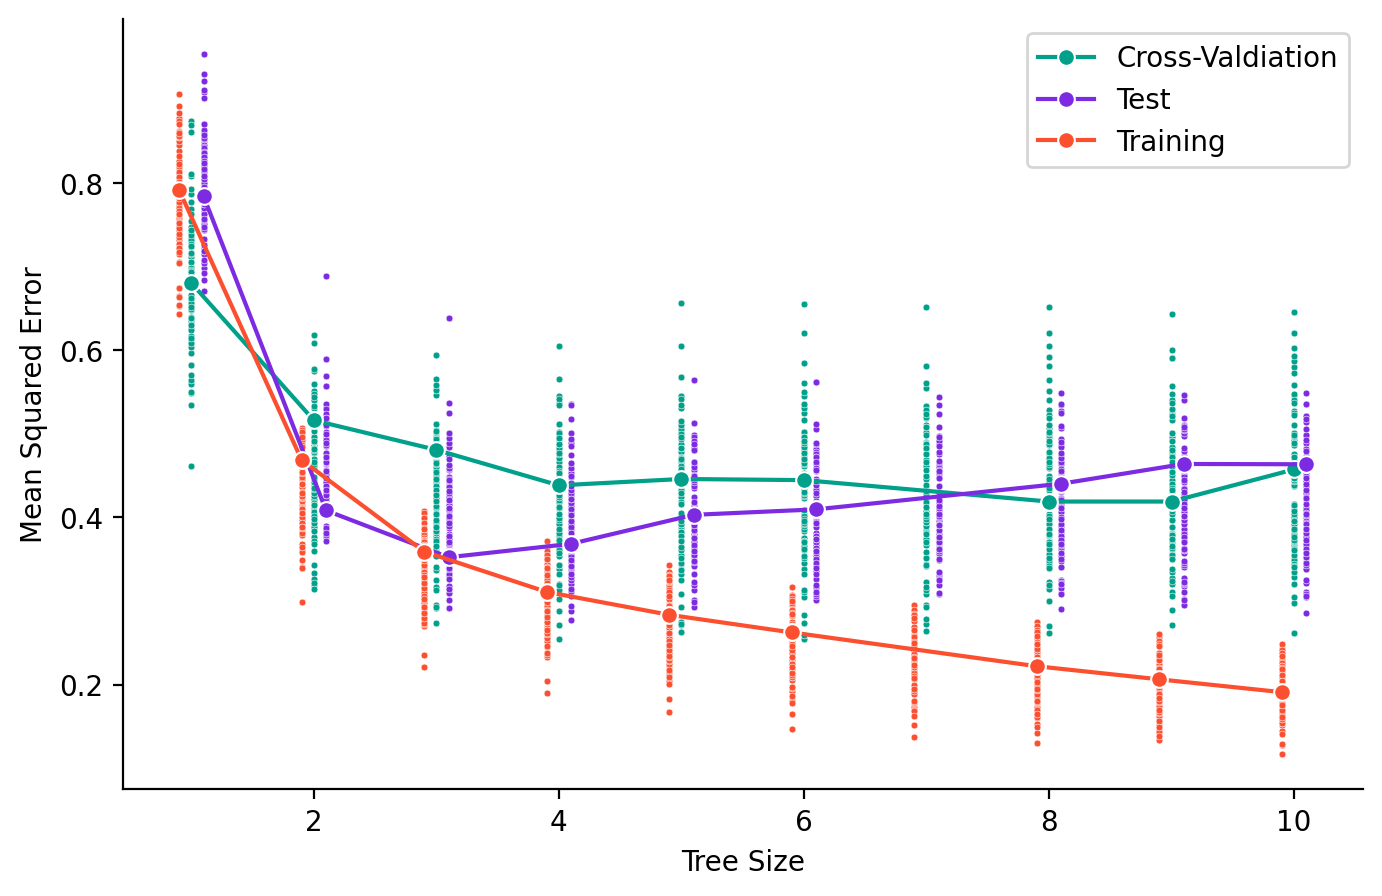 Cross-Valdiation
Test
Training
0.8
0.6
0.4
0.2
Mean Squared Error
2 4 6 8 10
Tree Size